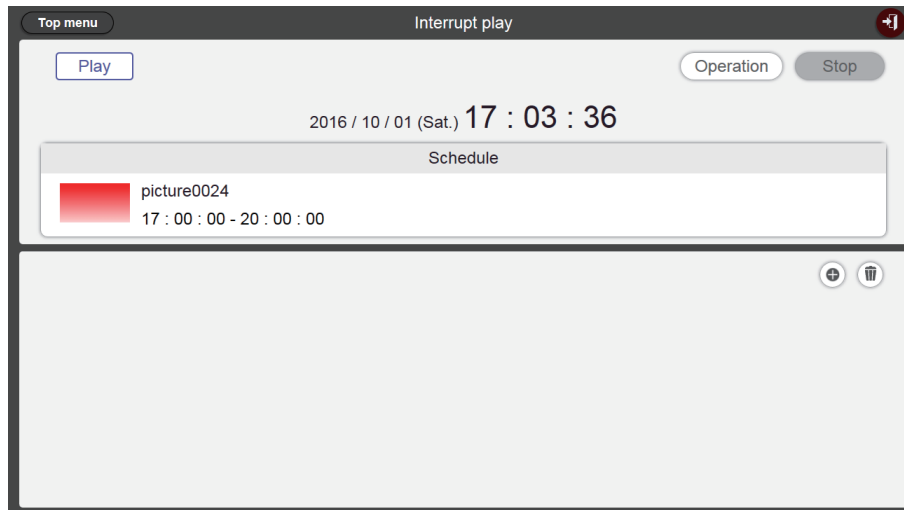 Top menu
Interrupt play
Play
Operation
Stop
2016 / 10 / 01 (Sat.) 17 : 03 : 36
Schedule
picture0024
17 : 00 : 00 - 20 : 00 : 00